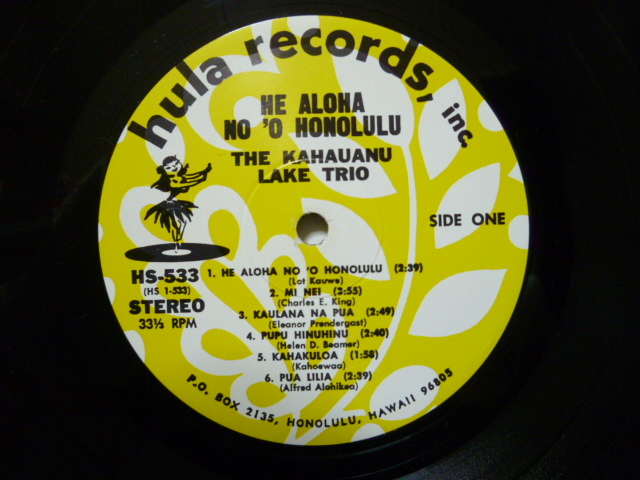 hula records, inc.
HE ALOHA
NO 'O HONOLULU
THE KAHAUANU
LAKE TRIO
SIDE ONE
HS-533
(HS 1-533)
STEREO
33⅓ RPM
1. HE ALOHA NO 'O HONOLULU (2:39)
(Lot Kauwe)
2. MI NEI (3:55)
(Charles E. King)
3. KAULANA NA PUA (2:49)
(Eleanor Prendergast)
4. PUPU HINUHINU (2:40)
(Helen D. Beamer)
5. KAHAKULOA (1:58)
(Kahoewaa)
6. PUA LILIA (2:39)
(Alfred Alohikea)
P.O. BOX 2135, HONOLULU, HAWAII 96805